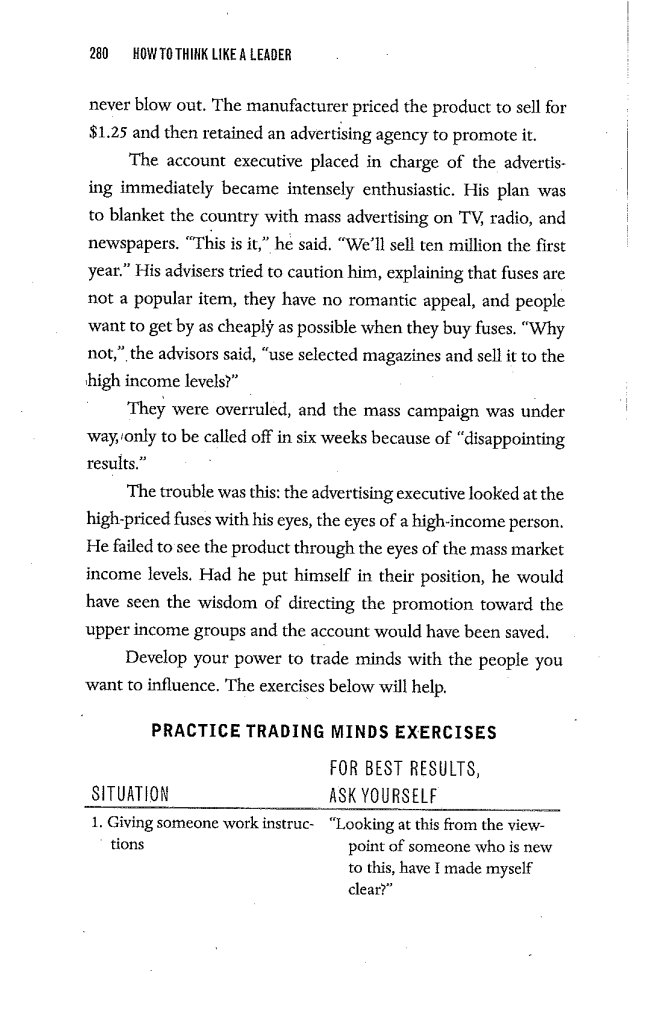 280 HOW TO THINK LIKE A LEADER
never blow out. The manufacturer priced the product to sell for
$1.25 and then retained an advertising agency to promote it.
The account executive placed in charge of the advertis-
ing immediately became intensely enthusiastic. His plan was
to blanket the country with mass advertising on TV, radio, and
newspapers. “This is it,” he said. “We’ll sell ten million the first
year.” His advisers tried to caution him, explaining that fuses are
not a popular item, they have no romantic appeal, and people
want to get by as cheaply as possible when they buy fuses. “Why
not,” the advisors said, “use selected magazines and sell it to the
high income levels?”
They were overruled, and the mass campaign was under
way, only to be called off in six weeks because of “disappointing
results.”
The trouble was this: the advertising executive looked at the
high-priced fuses with his eyes, the eyes of a high-income person.
He failed to see the product through the eyes of the mass market
income levels. Had he put himself in their position, he would
have seen the wisdom of directing the promotion toward the
upper income groups and the account would have been saved.
Develop your power to trade minds with the people you
want to influence. The exercises below will help.
PRACTICE TRADING MINDS EXERCISES
FOR BEST RESULTS,
SITUATION ASK YOURSELF
1. Giving someone work instruc- “Looking at this from the view-
tions point of someone who is new
to this, have I made myself
clear?”